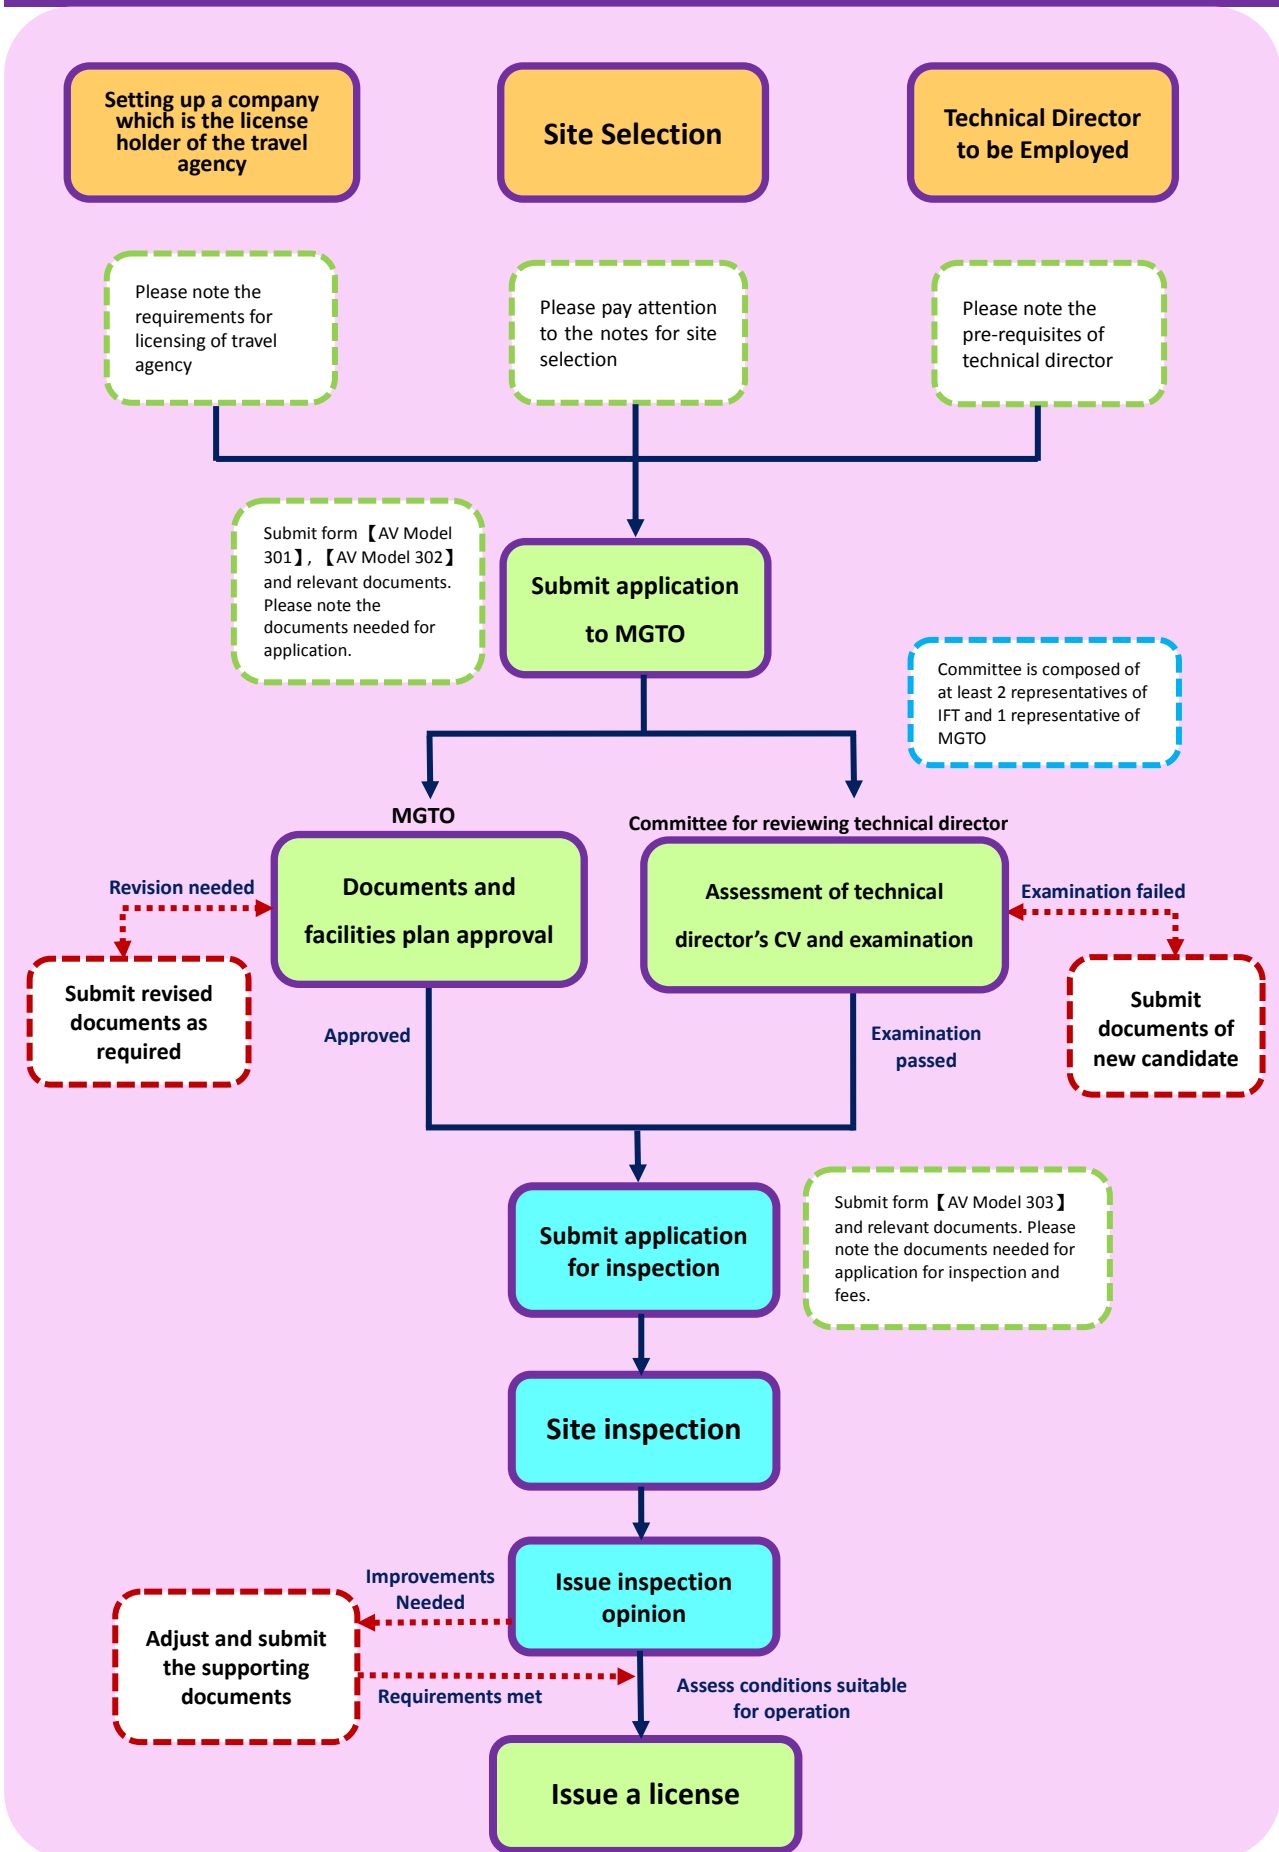 Setting up a company
which is the license
holder of the travel
agency
Site Selection
Technical Director
to be Employed
Please note the
requirements for
licensing of travel
agency
Please pay attention
to the notes for site
selection
Please note the
pre-requisites of
technical director
Submit form【AV Model
301】, 【AV Model 302】
and relevant documents.
Please note the
documents needed for
application.
Submit application
to MGTO
Committee is composed of
at least 2 representatives of
IFT and 1 representative of
MGTO
MGTO
Committee for reviewing technical director
Revision needed
Documents and
facilities plan approval
Assessment of technical
director’s CV and examination
Examination failed
Submit revised
documents as
required
Submit
documents of
new candidate
Approved
Examination
passed
Submit application
for inspection
Submit form【AV Model 303】
and relevant documents. Please
note the documents needed for
application for inspection and
fees.
Site inspection
Issue inspection
opinion
Improvements
Needed
Adjust and submit
the supporting
documents
Requirements met
Assess conditions suitable
for operation
Issue a license